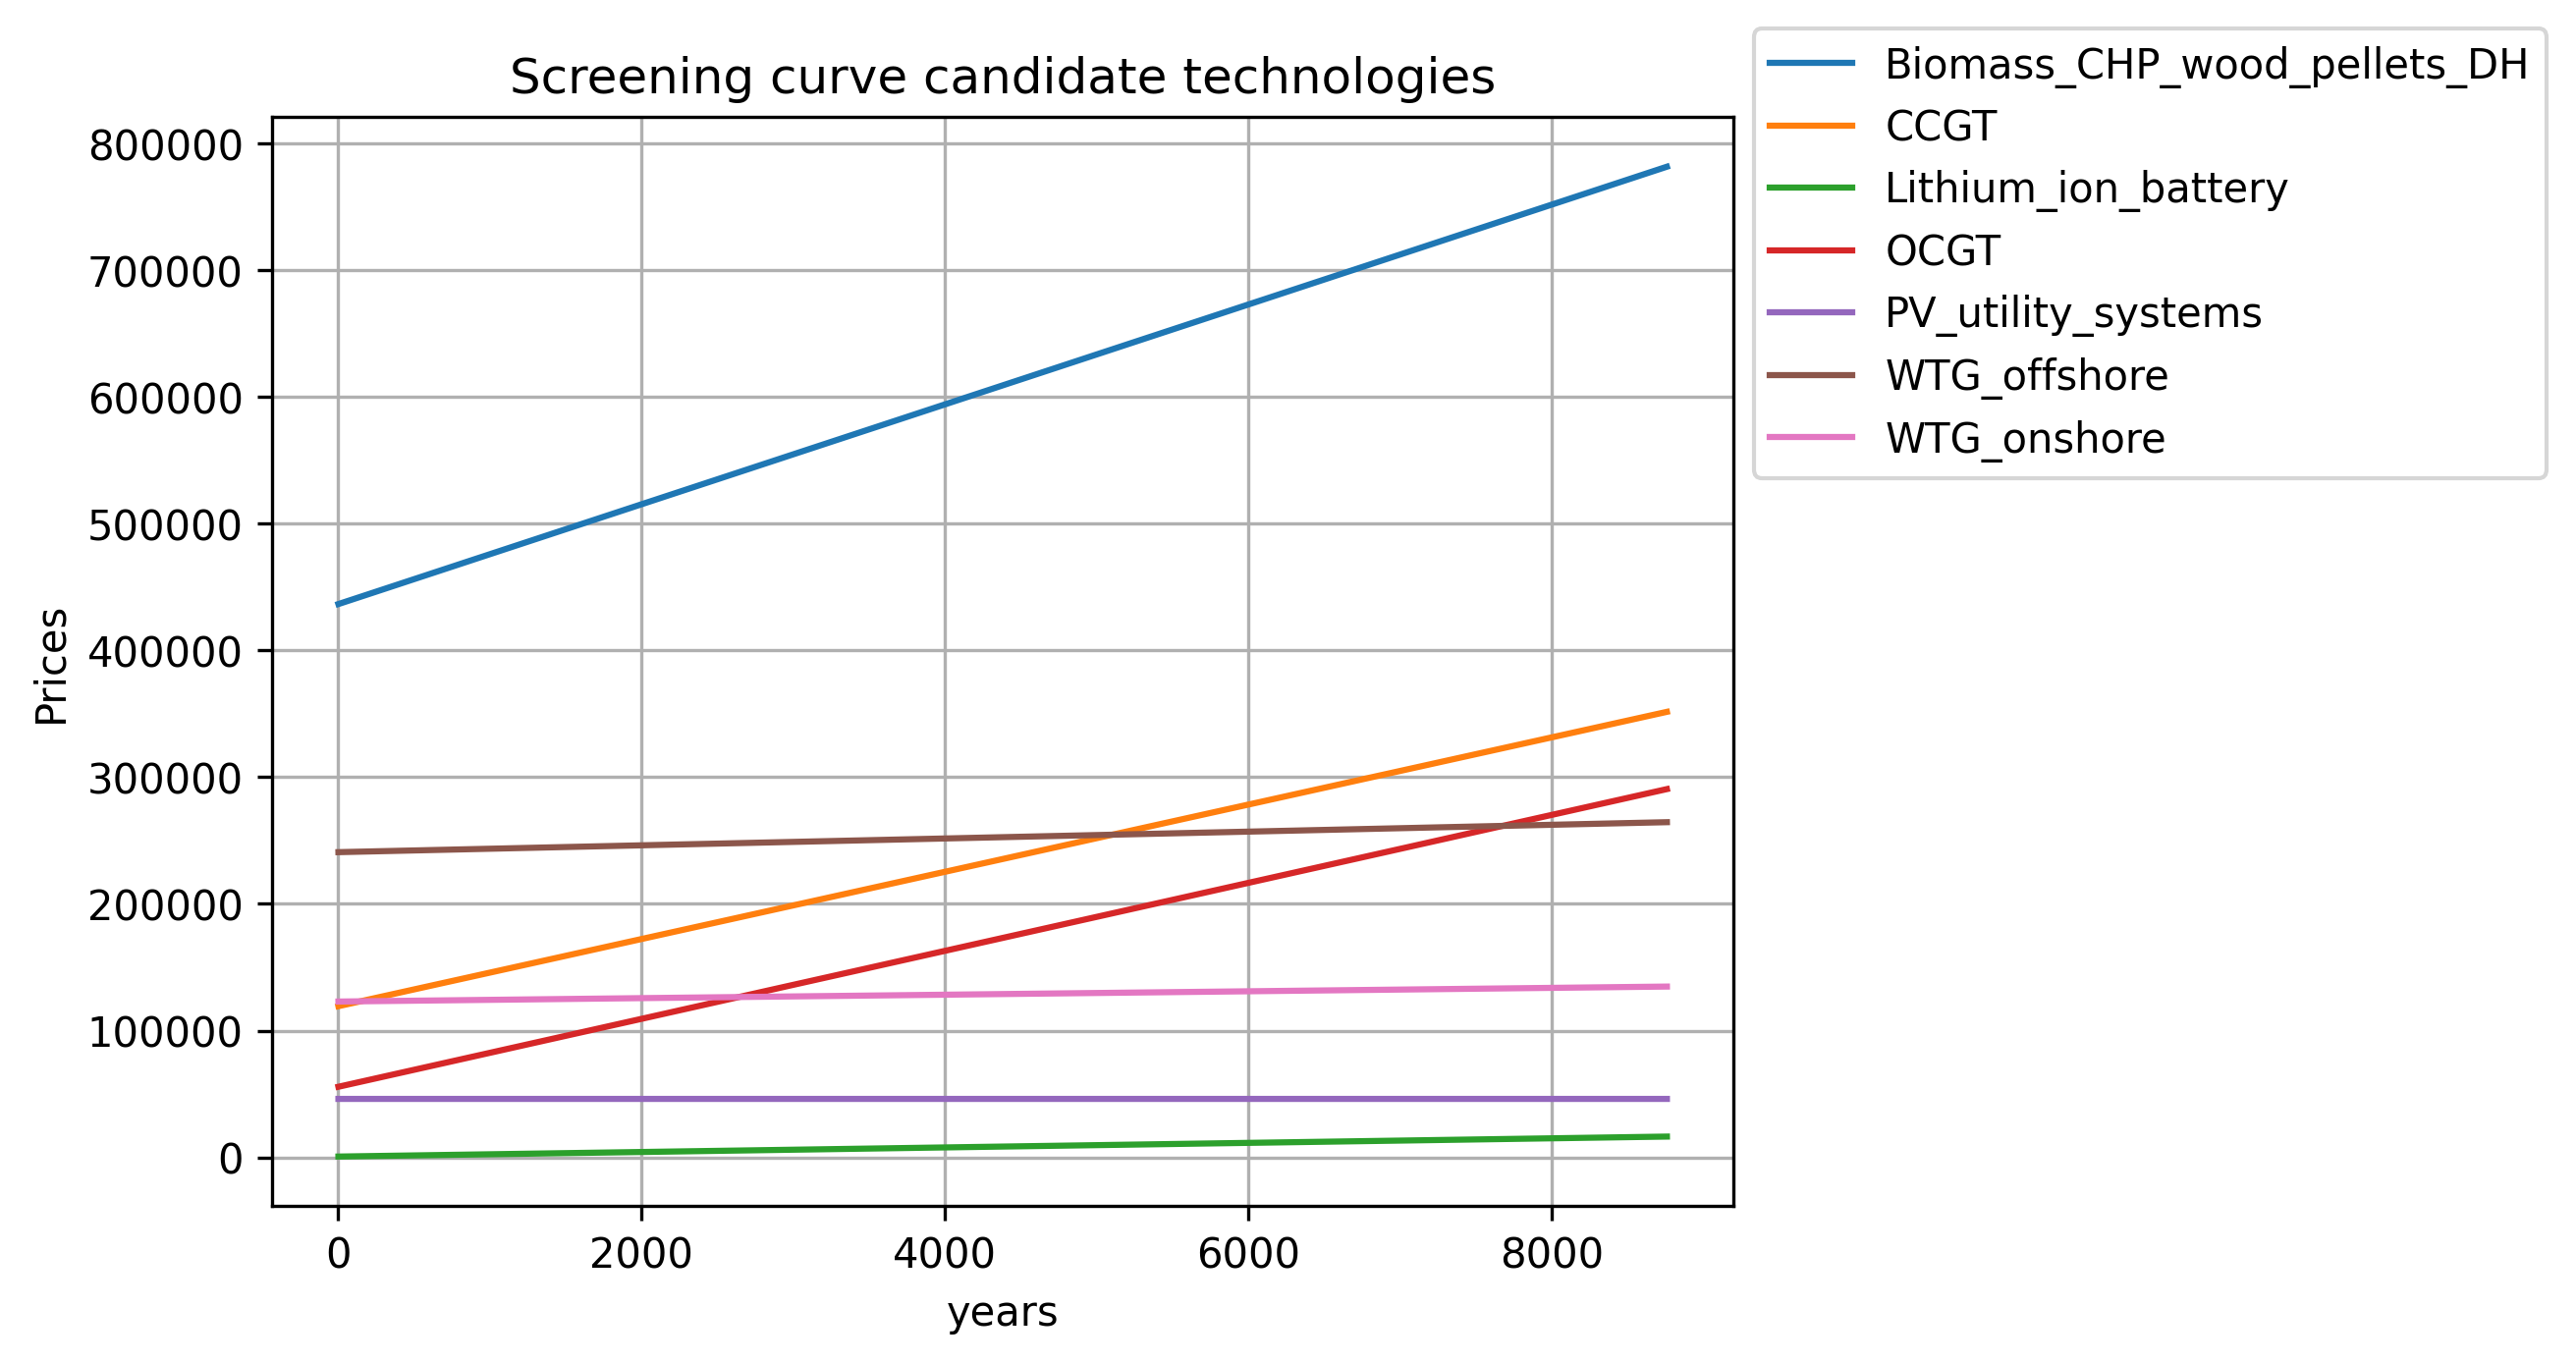 Screening curve candidate technologies
Biomass_CHP_wood_pellets_DH
CCGT
Lithium_ion_battery
OCGT
PV_utility_systems
WTG_offshore
WTG_onshore
800000
700000
600000
500000
400000
300000
200000
100000
0
Prices
0 2000 4000 6000 8000
years